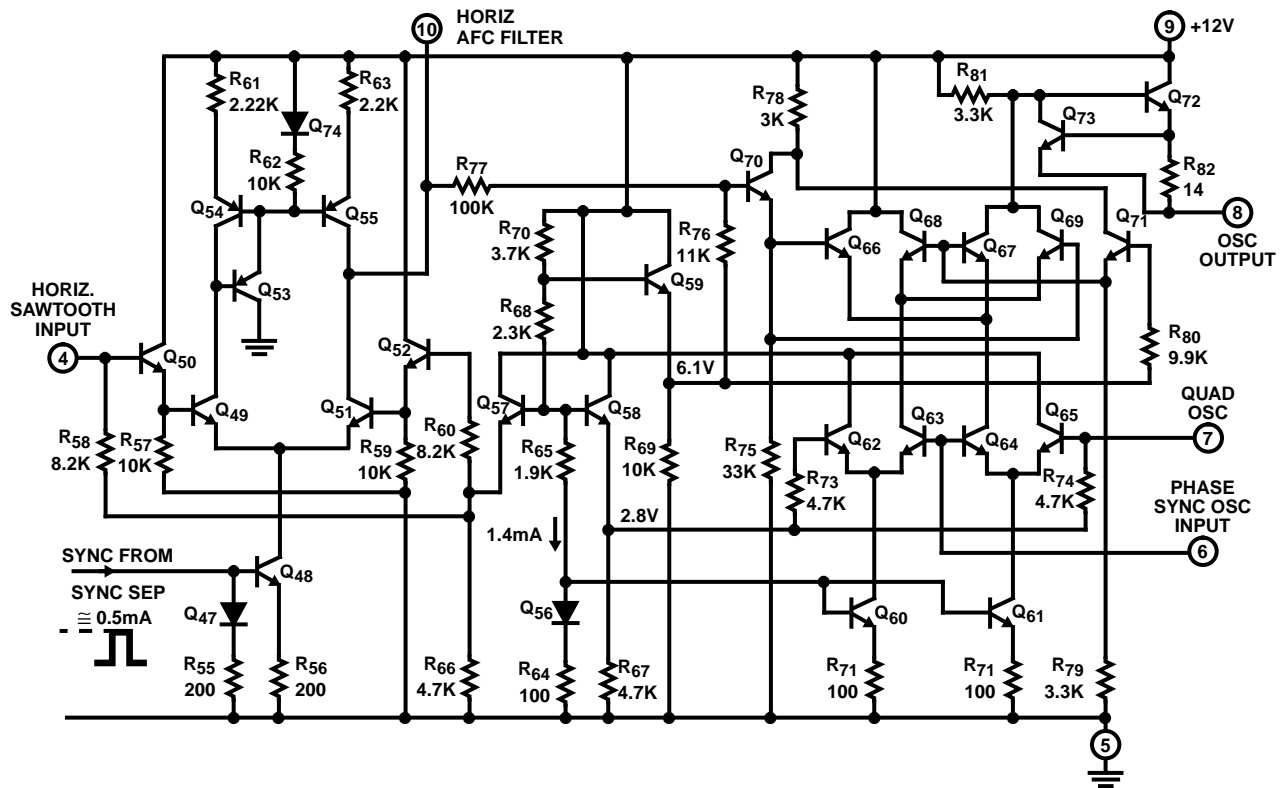 10
HORIZ
AFC FILTER
9
+12V
R61
2.22K
R63
2.2K
Q74
R62
10K
Q54
Q55
Q53
R77
100K
R78
3K
Q70
R81
3.3K
Q72
Q73
R82
14
8
OSC
OUTPUT
R70
3.7K
R76
11K
Q59
R68
2.3K
Q66
Q68
Q67
Q69
Q71
HORIZ.
SAWTOOTH
INPUT
4
Q50
Q52
6.1V
R80
9.9K
Q49
Q51
Q57
Q58
Q63
Q65
QUAD
OSC
7
R58
8.2K
R57
10K
R59
10K
R60
8.2K
R65
1.9K
R69
10K
R75
33K
Q62
Q64
R73
4.7K
R74
4.7K
PHASE
SYNC OSC
INPUT
6
1.4mA
2.8V
SYNC FROM
SYNC SEP
≅ 0.5mA
Q48
Q47
Q56
Q60
Q61
R55
200
R56
200
R66
4.7K
R64
100
R67
4.7K
R71
100
R71
100
R79
3.3K
5